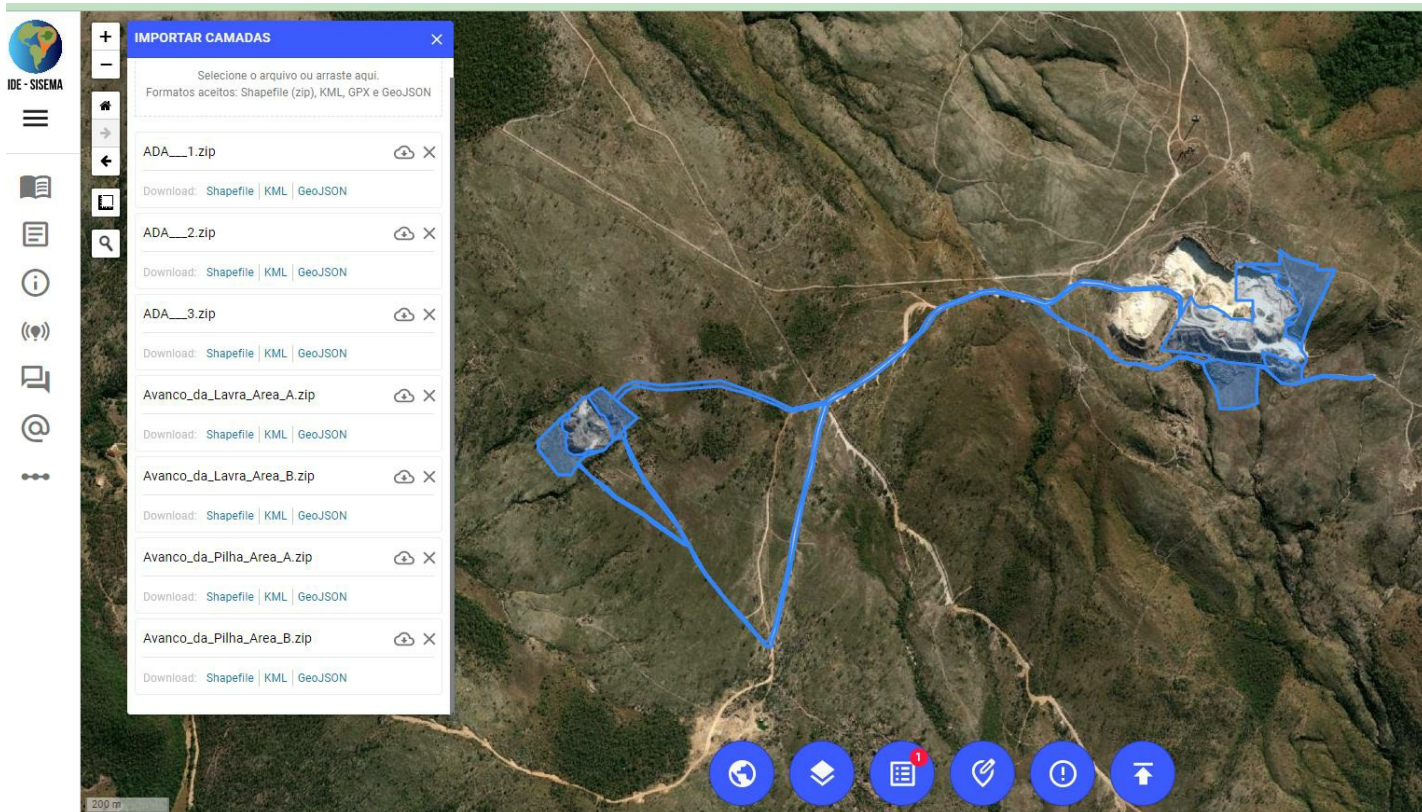 IDE - SISEMA
+
−
IMPORTAR CAMADAS
Selecione o arquivo ou arraste aqui.
Formatos aceitos: Shapefile (zip), KML, GPX e GeoJSON
ADA___1.zip
Download: Shapefile | KML | GeoJSON
ADA___2.zip
Download: Shapefile | KML | GeoJSON
ADA___3.zip
Download: Shapefile | KML | GeoJSON
Avanco_da_Lavra_Area_A.zip
Download: Shapefile | KML | GeoJSON
Avanco_da_Lavra_Area_B.zip
Download: Shapefile | KML | GeoJSON
Avanco_da_Pilha_Area_A.zip
Download: Shapefile | KML | GeoJSON
Avanco_da_Pilha_Area_B.zip
Download: Shapefile | KML | GeoJSON
1
200 m